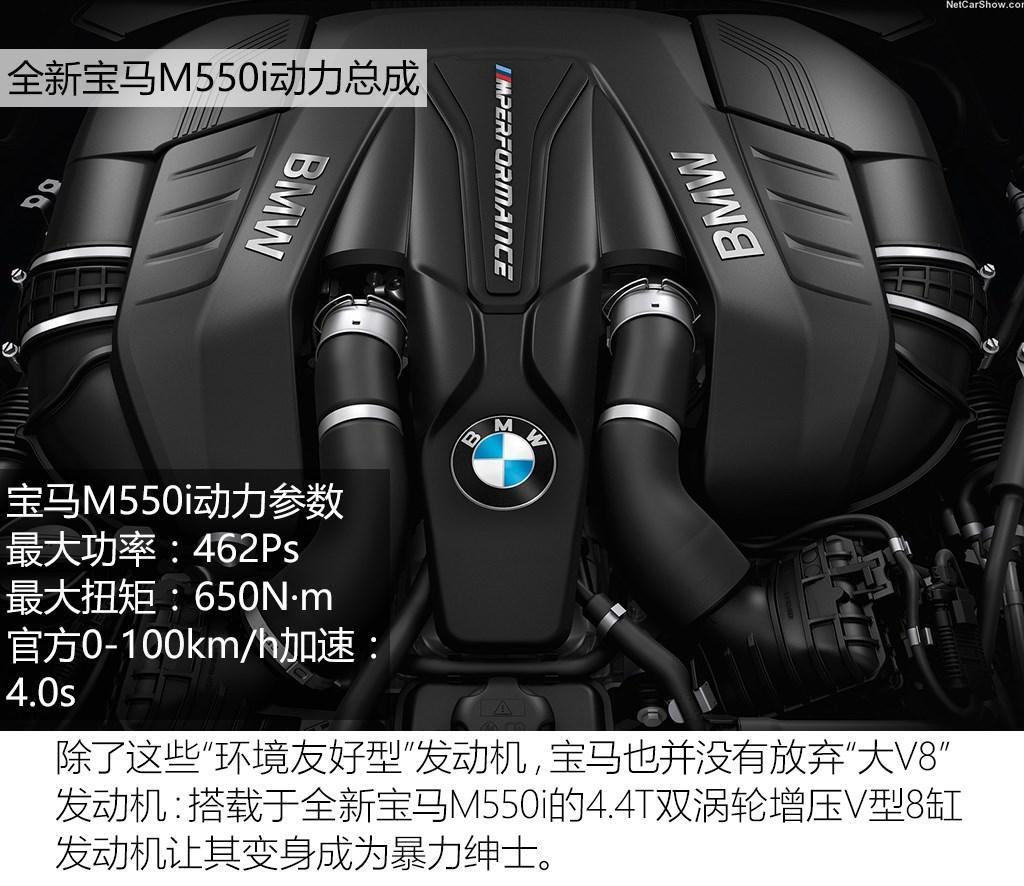 NetCarShow.com
全新宝马M550i动力总成
MPERFORMANCE
BMW
BMW
BMW
宝马M550i动力参数
最大功率：462Ps
最大扭矩：650N·m
官方0-100km/h加速：
4.0s
除了这些“环境友好型”发动机，宝马也并没有放弃“大V8”
发动机：搭载于全新宝马M550i的4.4T双涡轮增压V型8缸
发动机让其变身成为暴力绅士。